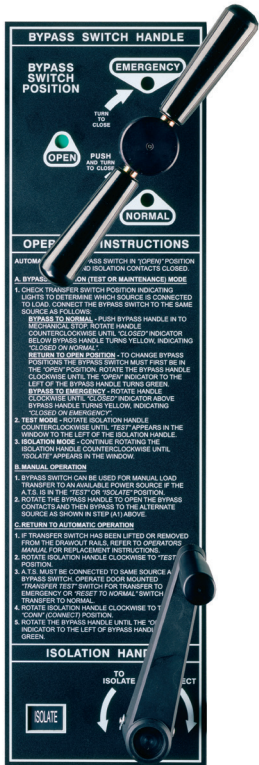 BYPASS SWITCH HANDLE
BYPASS
SWITCH
POSITION
EMERGENCY
TURN
TO
CLOSE
OPEN
PUSH
AND TURN
TO CLOSE
NORMAL
OPER INSTRUCTIONS
AUTOMA PASS SWITCH IN "(OPEN)" POSITION
ND ISOLATION CONTACTS CLOSED.
A. BYPASS ON (TEST OR MAINTENANCE) MODE
1. CHECK TRANSFER SWITCH POSITION INDICATING
LIGHTS TO DETERMINE WHICH SOURCE IS CONNECTED
TO LOAD. CONNECT THE BYPASS SWITCH TO THE SAME
SOURCE AS FOLLOWS:
BYPASS TO NORMAL - PUSH BYPASS HANDLE IN TO
MECHANICAL STOP. ROTATE HANDLE
COUNTERCLOCKWISE UNTIL "CLOSED" INDICATOR
BELOW BYPASS HANDLE TURNS YELLOW, INDICATING
"CLOSED ON NORMAL".
RETURN TO OPEN POSITION - TO CHANGE BYPASS
POSITIONS THE BYPASS SWITCH MUST FIRST BE IN
THE "OPEN" POSITION. ROTATE THE BYPASS HANDLE
CLOCKWISE UNTIL THE "OPEN" INDICATOR TO THE
LEFT OF THE BYPASS HANDLE TURNS GREEN.
BYPASS TO EMERGENCY - ROTATE HANDLE
CLOCKWISE UNTIL "CLOSED" INDICATOR ABOVE
BYPASS HANDLE TURNS YELLOW, INDICATING
"CLOSED ON EMERGENCY".
2. TEST MODE - ROTATE ISOLATION HANDLE
COUNTERCLOCKWISE UNTIL "TEST" APPEARS IN THE
WINDOW TO THE LEFT OF THE ISOLATION HANDLE.
3. ISOLATION MODE - CONTINUE ROTATING THE
ISOLATION HANDLE COUNTERCLOCKWISE UNTIL
"ISOLATE" APPEARS IN THE WINDOW.
B. MANUAL OPERATION
1. BYPASS SWITCH CAN BE USED FOR MANUAL LOAD
TRANSFER TO AN AVAILABLE POWER SOURCE IF THE
A.T.S. IS IN THE "TEST" OR "ISOLATE" POSITION.
2. ROTATE THE BYPASS HANDLE TO OPEN THE BYPASS
CONTACTS AND THEN BYPASS TO THE ALTERNATE
SOURCE AS SHOWN IN STEP (A1) ABOVE.
C. RETURN TO AUTOMATIC OPERATION
1. IF TRANSFER SWITCH HAS BEEN LIFTED OR REMOVED
FROM THE DRAWOUT RAILS, REFER TO OPERATORS
MANUAL FOR REPLACEMENT INSTRUCTIONS.
2. ROTATE ISOLATION HANDLE CLOCKWISE TO "TEST"
POSITION.
3. A.T.S. MUST BE CONNECTED TO SAME SOURCE A
BYPASS SWITCH. OPERATE DOOR MOUNTED
"TRANSFER TEST" SWITCH FOR TRANSFER TO
EMERGENCY OR "RESET TO NORMAL" SWITCH
TRANSFER TO NORMAL.
4. ROTATE ISOLATION HANDLE CLOCKWISE TO T
"CONN" (CONNECT) POSITION.
5. ROTATE THE BYPASS HANDLE UNTIL THE "O
INDICATOR TO THE LEFT OF BYPASS HAND
GREEN.
ISOLATION HAND
TO
ISOLATE
ECT
ISOLATE